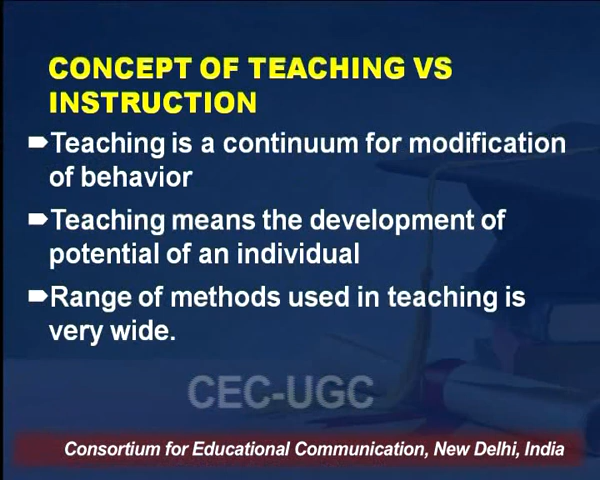 CONCEPT OF TEACHING VS
INSTRUCTION
Teaching is a continuum for modification
of behavior
Teaching means the development of
potential of an individual
Range of methods used in teaching is
very wide.
CEC-UGC
Consortium for Educational Communication, New Delhi, India